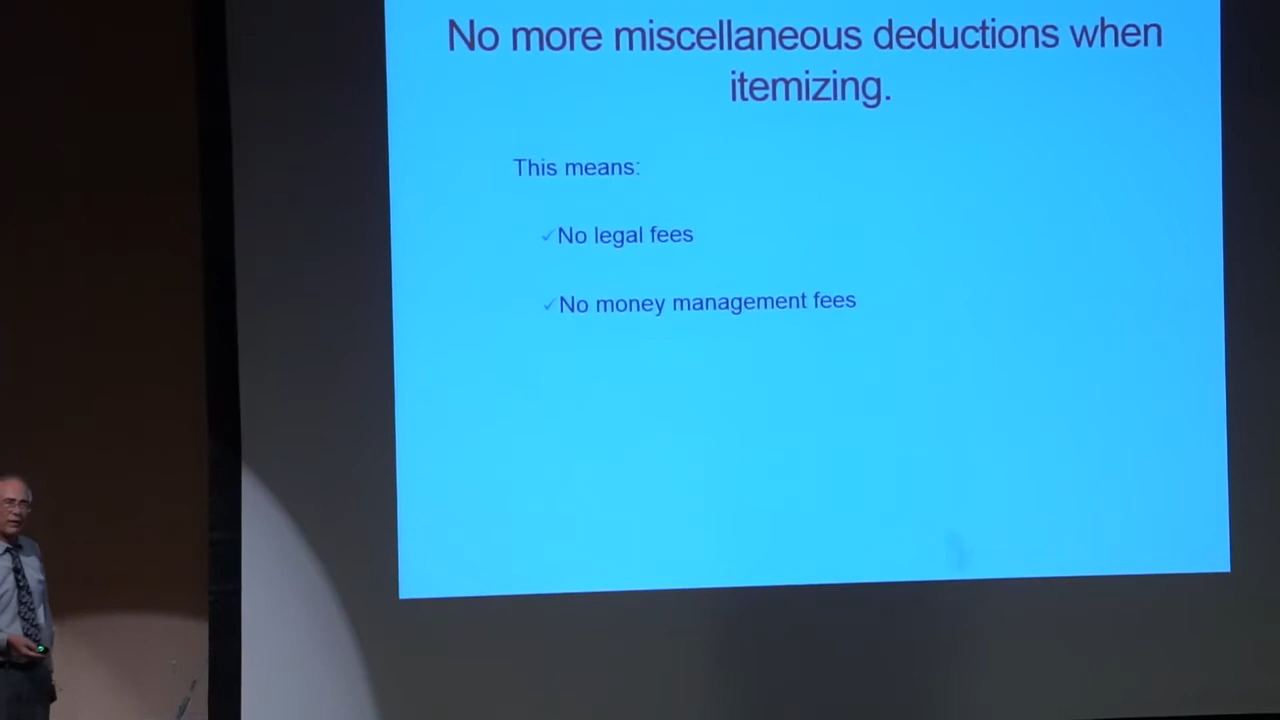 No more miscellaneous deductions when
itemizing.
This means:
✓No legal fees
✓No money management fees